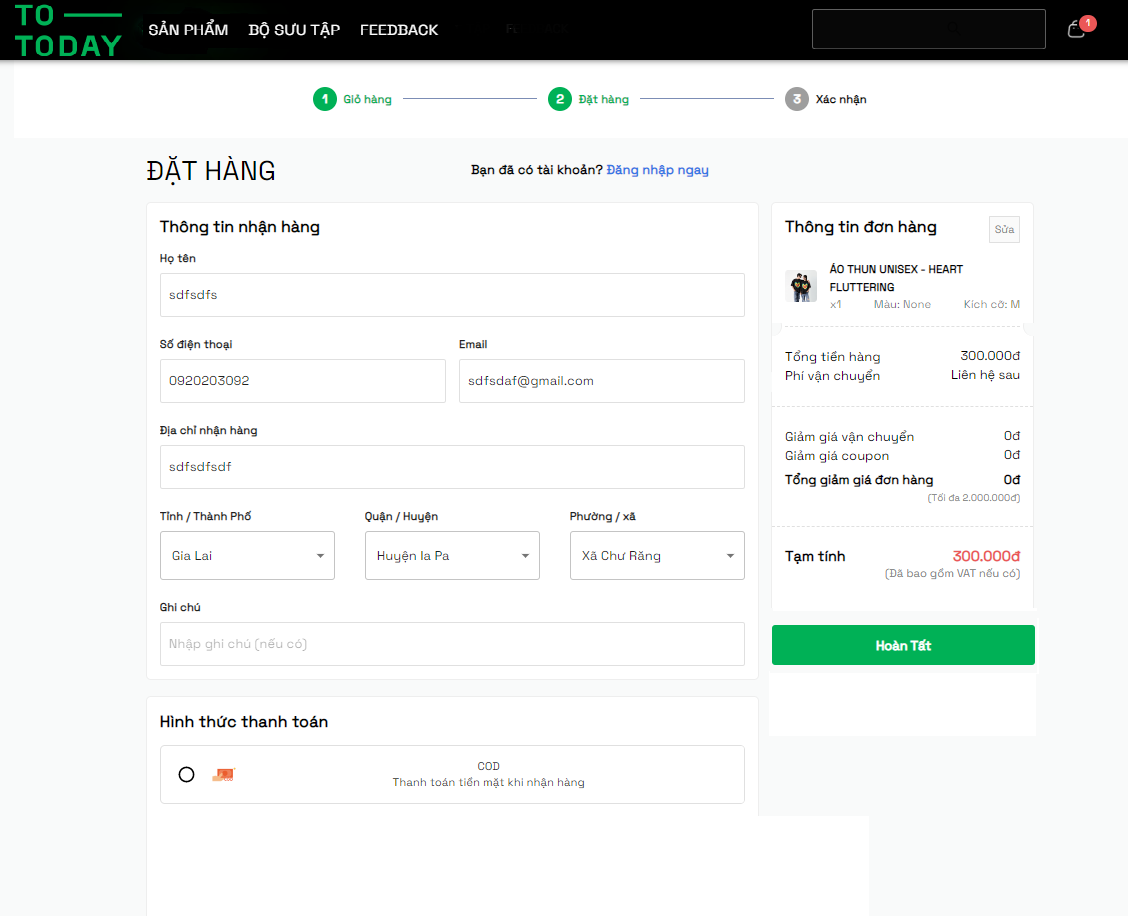 TO
TODAY
SẢN PHẨM BỘ SƯU TẬP FEEDBACK
1
1 Giỏ hàng 2 Đặt hàng 3 Xác nhận
ĐẶT HÀNG
Bạn đã có tài khoản? Đăng nhập ngay
Thông tin nhận hàng
Họ tên
sdfsdfs
Số điện thoại Email
0920203092 sdfsdaf@gmail.com
Địa chỉ nhận hàng
sdfsdfsdf
Tỉnh / Thành Phố Quận / Huyện Phường / xã
Gia Lai Huyện Ia Pa Xã Chư Răng
Ghi chú
Nhập ghi chú (nếu có)
Hình thức thanh toán
COD
Thanh toán tiền mặt khi nhận hàng
Thông tin đơn hàng Sửa
ÁO THUN UNISEX - HEART
FLUTTERING
x1 Màu: None Kích cỡ: M
Tổng tiền hàng 300.000đ
Phí vận chuyển Liên hệ sau
Giảm giá vận chuyển 0đ
Giảm giá coupon 0đ
Tổng giảm giá đơn hàng 0đ
(Tối đa 2.000.000đ)
Tạm tính 300.000đ
(Đã bao gồm VAT nếu có)
Hoàn Tất